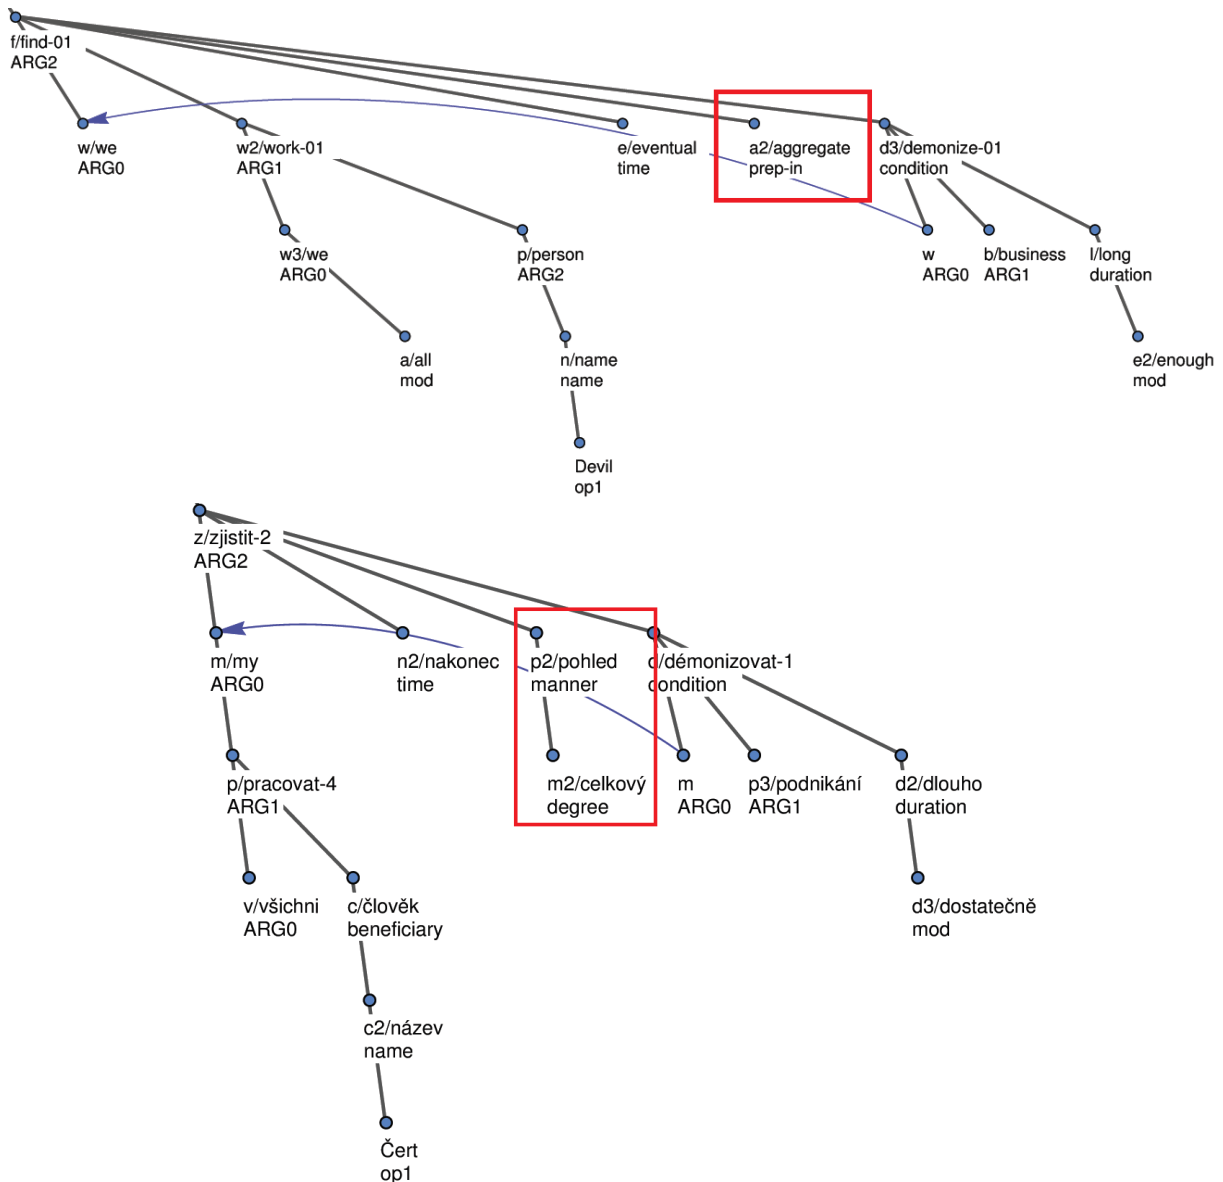 f/find-01
ARG2
w/we
ARG0
w2/work-01
ARG1
e/eventual
time
a2/aggregate
prep-in
d3/demonize-01
condition
w3/we
ARG0
p/person
ARG2
w
ARG0
b/business
ARG1
l/long
duration
a/all
mod
n/name
name
e2/enough
mod
Devil
op1
z/zjistit-2
ARG2
m/my
ARG0
n2/nakonec
time
p2/pohled
manner
d/démonizovat-1
condition
p/pracovat-4
ARG1
m2/celkový
degree
m
ARG0
p3/podnikání
ARG1
d2/dlouho
duration
v/všichni
ARG0
c/člověk
beneficiary
d3/dostatečně
mod
c2/název
name
Čert
op1